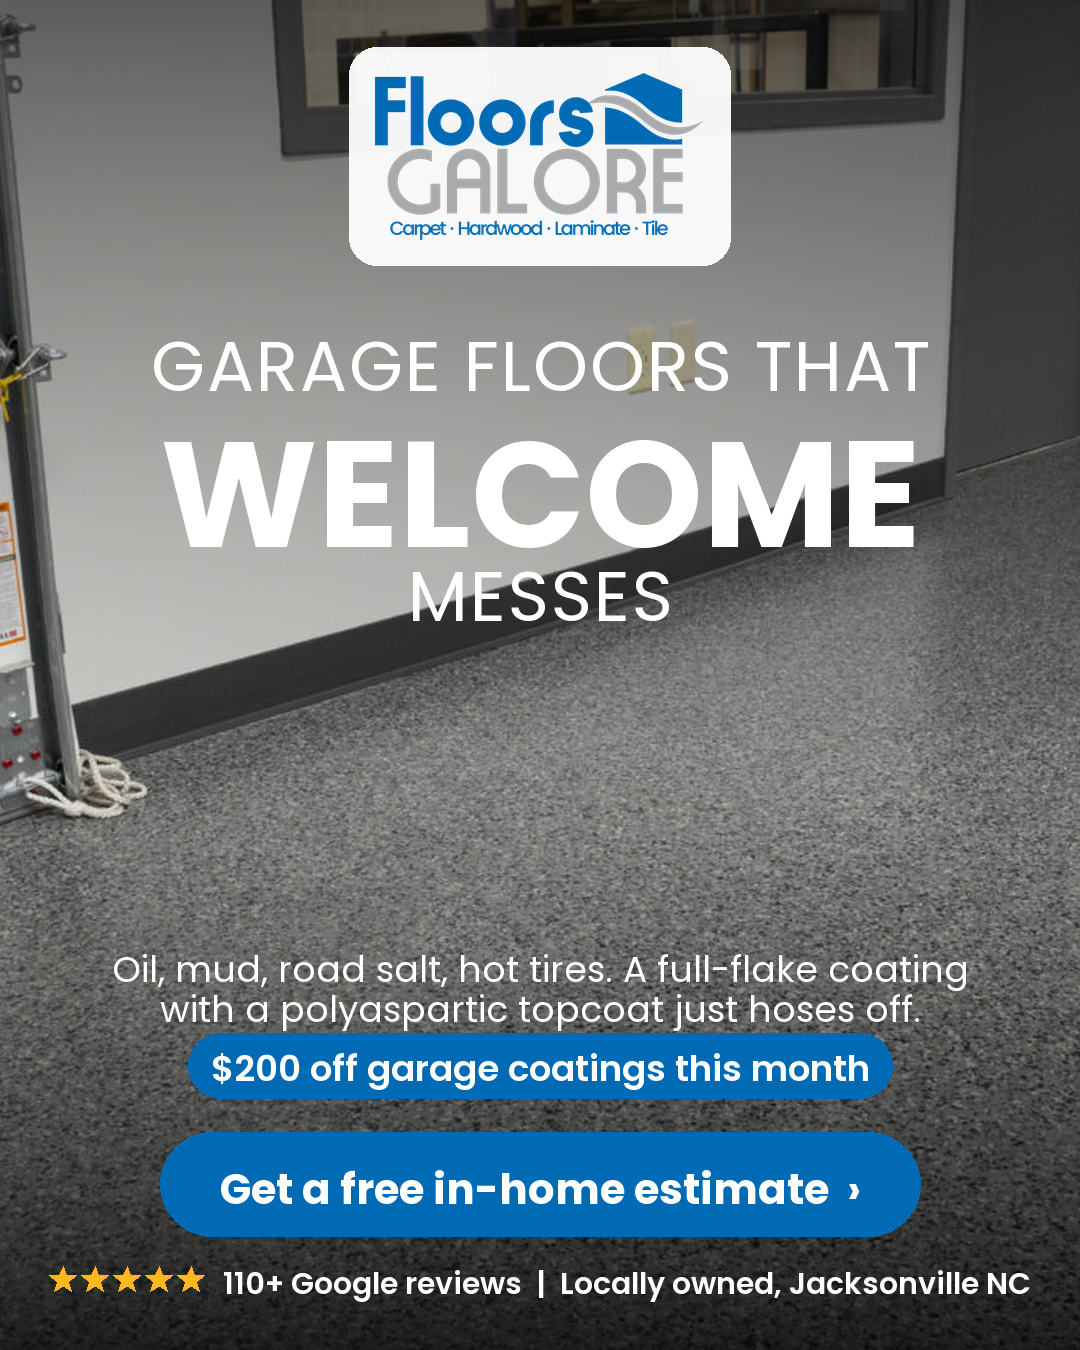 Floors
GALORE
Carpet · Hardwood · Laminate · Tile
GARAGE FLOORS THAT
WELCOME
MESSES
Oil, mud, road salt, hot tires. A full-flake coating
with a polyaspartic topcoat just hoses off.
$200 off garage coatings this month
Get a free in-home estimate ›
★★★★★ 110+ Google reviews | Locally owned, Jacksonville NC